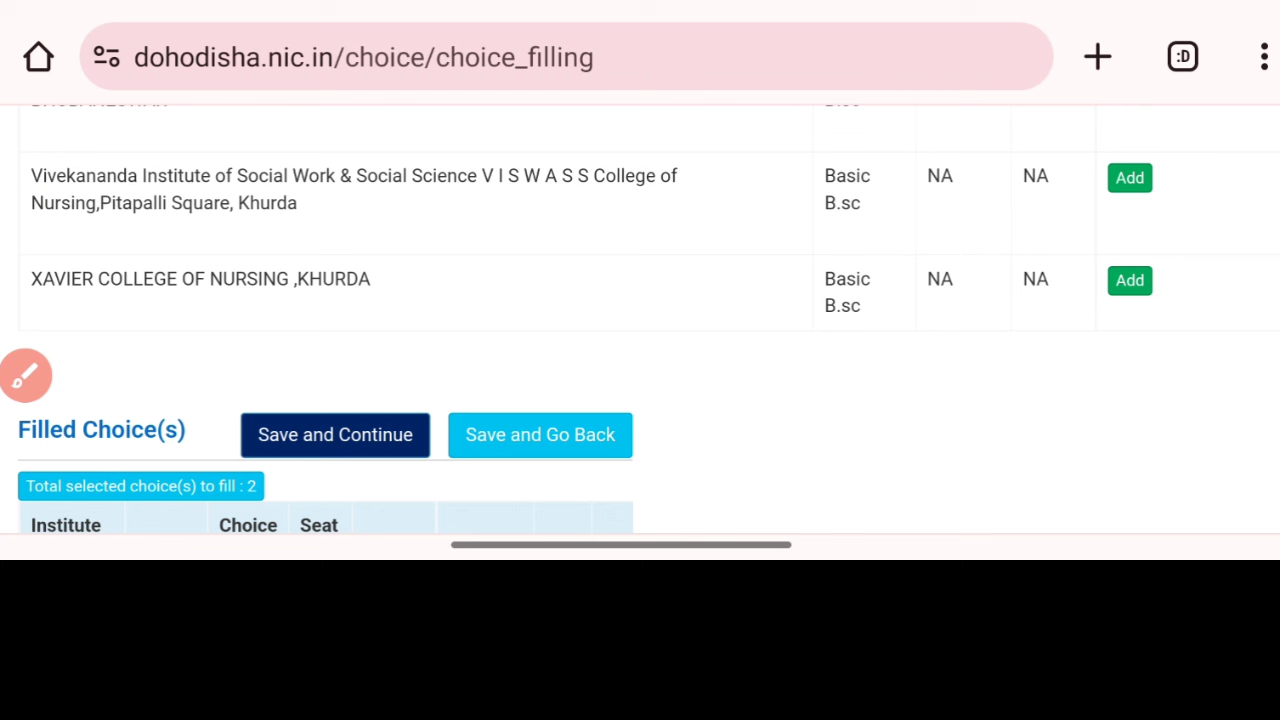 :D
dohodisha.nic.in/choice/choice_filling
Vivekananda Institute of Social Work & Social Science V I S W A S S College of
Nursing,Pitapalli Square, Khurda
Basic
B.sc
NA
NA
Add
XAVIER COLLEGE OF NURSING ,KHURDA
Basic
B.sc
NA
NA
Add
Filled Choice(s)
Save and Continue
Save and Go Back
Total selected choice(s) to fill : 2
Institute
Choice
Seat